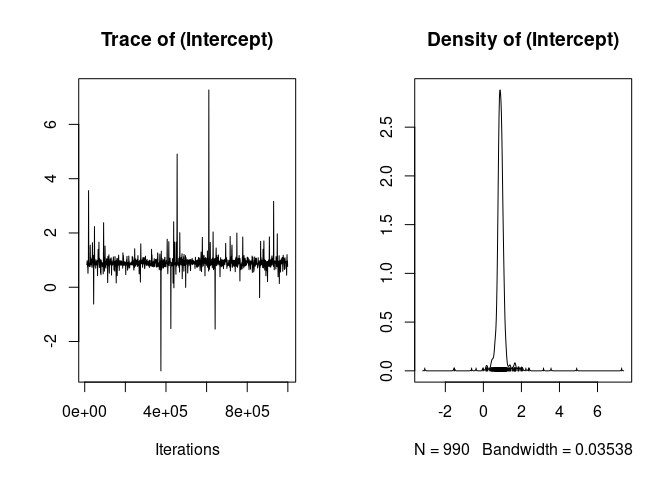 Trace of (Intercept)
6
4
2
0
-2
0e+00 4e+05 8e+05
Iterations
Density of (Intercept)
2.5
2.0
1.5
1.0
0.5
0.0
-2 0 2 4 6
N = 990 Bandwidth = 0.03538